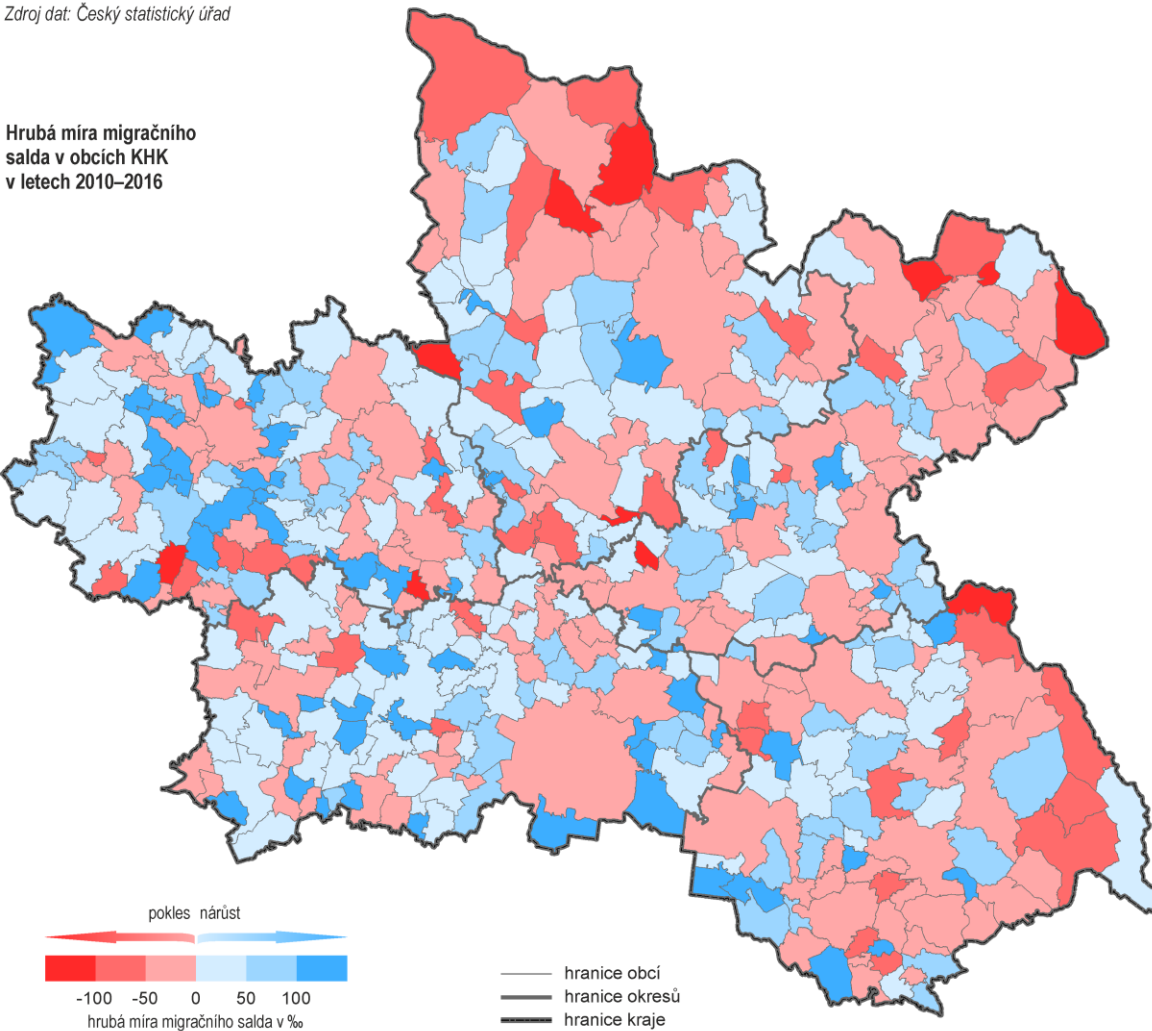 Zdroj dat: Český statistický úřad
Hrubá míra migračního
salda v obcích KHK
v letech 2010–2016
pokles nárůst
-100 -50 0 50 100
hrubá míra migračního salda v ‰
hranice obcí
hranice okresů
hranice kraje